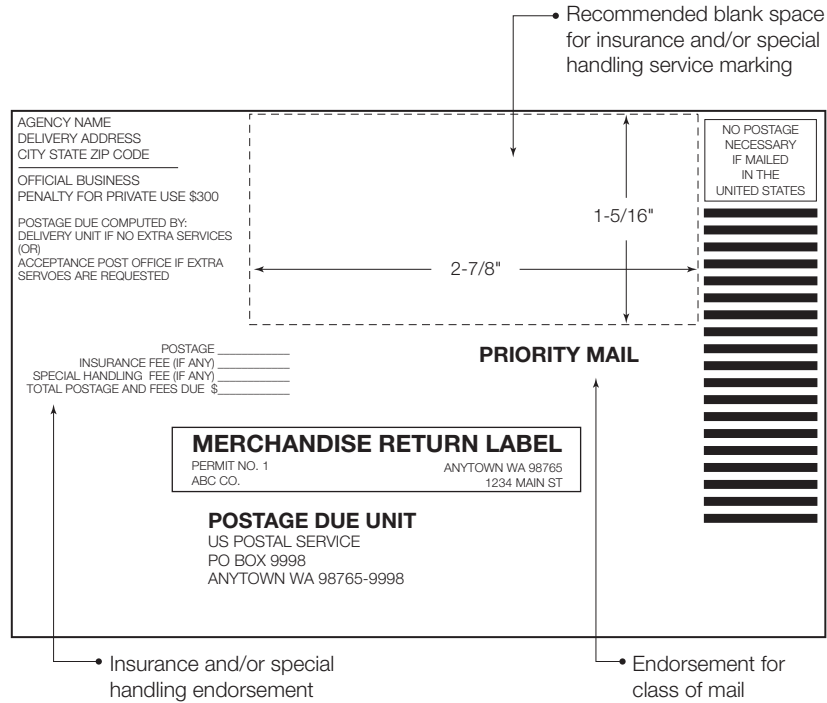 Recommended blank space
for insurance and/or special
handling service marking
AGENCY NAME
DELIVERY ADDRESS
CITY STATE ZIP CODE
OFFICIAL BUSINESS
PENALTY FOR PRIVATE USE $300
POSTAGE DUE COMPUTED BY:
DELIVERY UNIT IF NO EXTRA SERVICES
(OR)
ACCEPTANCE POST OFFICE IF EXTRA
SERVOES ARE REQUESTED
1-5/16"
2-7/8"
NO POSTAGE
NECESSARY
IF MAILED
IN THE
UNITED STATES
POSTAGE ___________
INSURANCE FEE (IF ANY) ___________
SPECIAL HANDLING FEE (IF ANY) ___________
TOTAL POSTAGE AND FEES DUE $___________
PRIORITY MAIL
MERCHANDISE RETURN LABEL
PERMIT NO. 1 ANYTOWN WA 98765
ABC CO. 1234 MAIN ST
POSTAGE DUE UNIT
US POSTAL SERVICE
PO BOX 9998
ANYTOWN WA 98765-9998
Insurance and/or special
handling endorsement
Endorsement for
class of mail